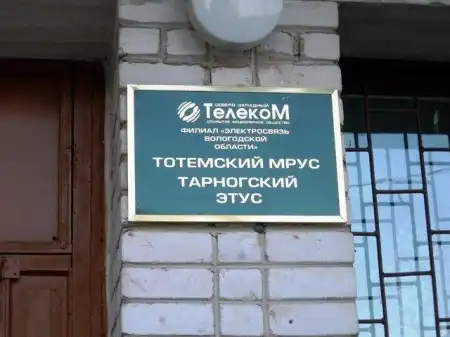 СЕВЕРО-ЗАПАДНЫЙ
ТЕЛЕКОМ
ОТКРЫТОЕ АКЦИОНЕРНОЕ ОБЩЕСТВО
ФИЛИАЛ «ЭЛЕКТРОСВЯЗЬ
ВОЛОГОДСКОЙ
ОБЛАСТИ»
ТОТЕМСКИЙ МРУС
ТАРНОГСКИЙ
ЭТУС